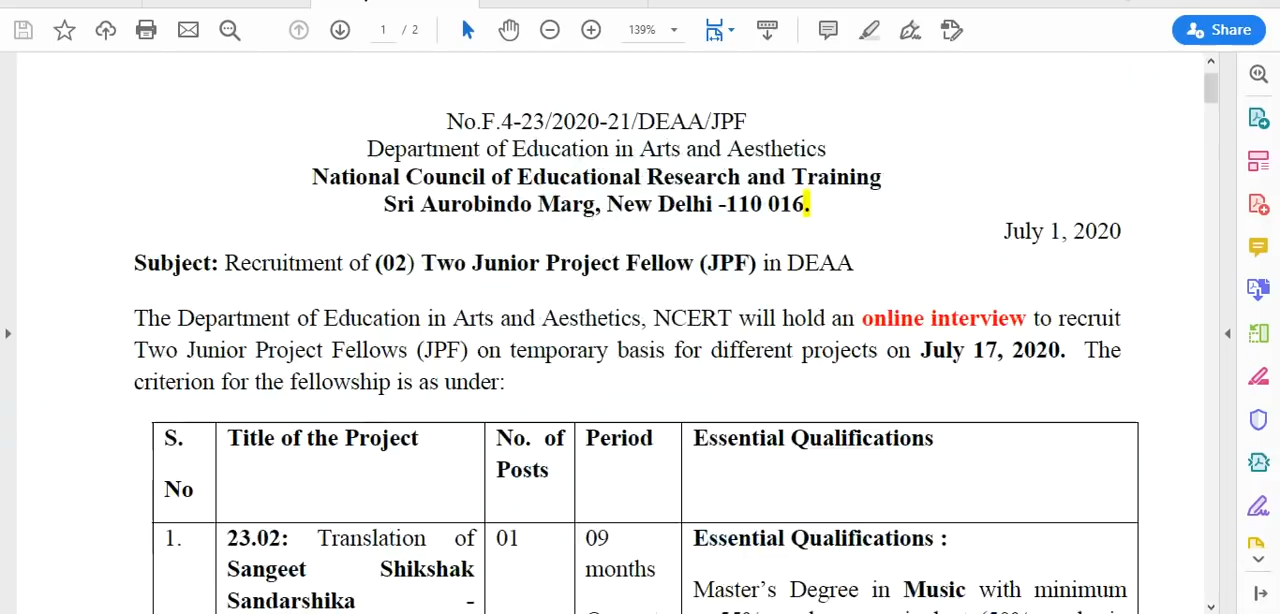 1 / 2
139%
Share
No.F.4-23/2020-21/DEAA/JPF
Department of Education in Arts and Aesthetics
National Council of Educational Research and Training
Sri Aurobindo Marg, New Delhi -110 016.
July 1, 2020
Subject: Recruitment of (02) Two Junior Project Fellow (JPF) in DEAA
The Department of Education in Arts and Aesthetics, NCERT will hold an online interview to recruit
Two Junior Project Fellows (JPF) on temporary basis for different projects on July 17, 2020. The
criterion for the fellowship is as under:
S. No
Title of the Project
No. of Posts
Period
Essential Qualifications
1.
23.02: Translation of
Sangeet Shikshak
Sandarshika -
01
09
months
Essential Qualifications :
Master's Degree in Music with minimum